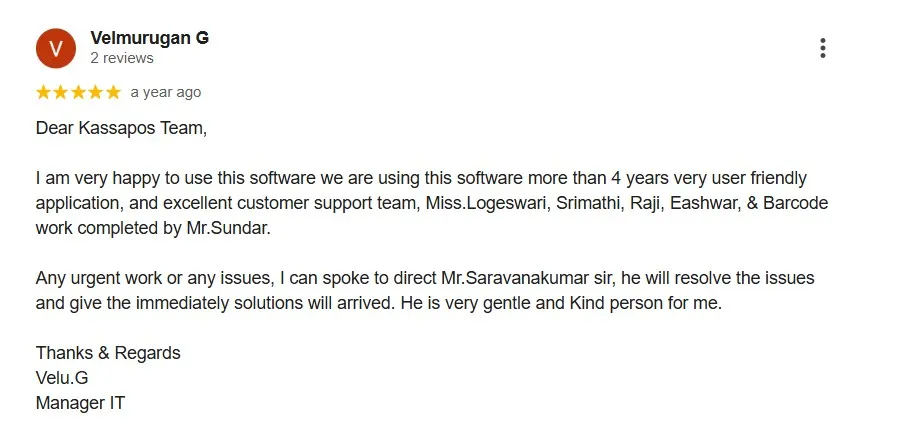 V
Velmurugan G
2 reviews
a year ago
Dear Kassapos Team,
I am very happy to use this software we are using this software more than 4 years very user friendly
application, and excellent customer support team, Miss.Logeswari, Srimathi, Raji, Eashwar, & Barcode
work completed by Mr.Sundar.
Any urgent work or any issues, I can spoke to direct Mr.Saravanakumar sir, he will resolve the issues
and give the immediately solutions will arrived. He is very gentle and Kind person for me.
Thanks & Regards
Velu.G
Manager IT